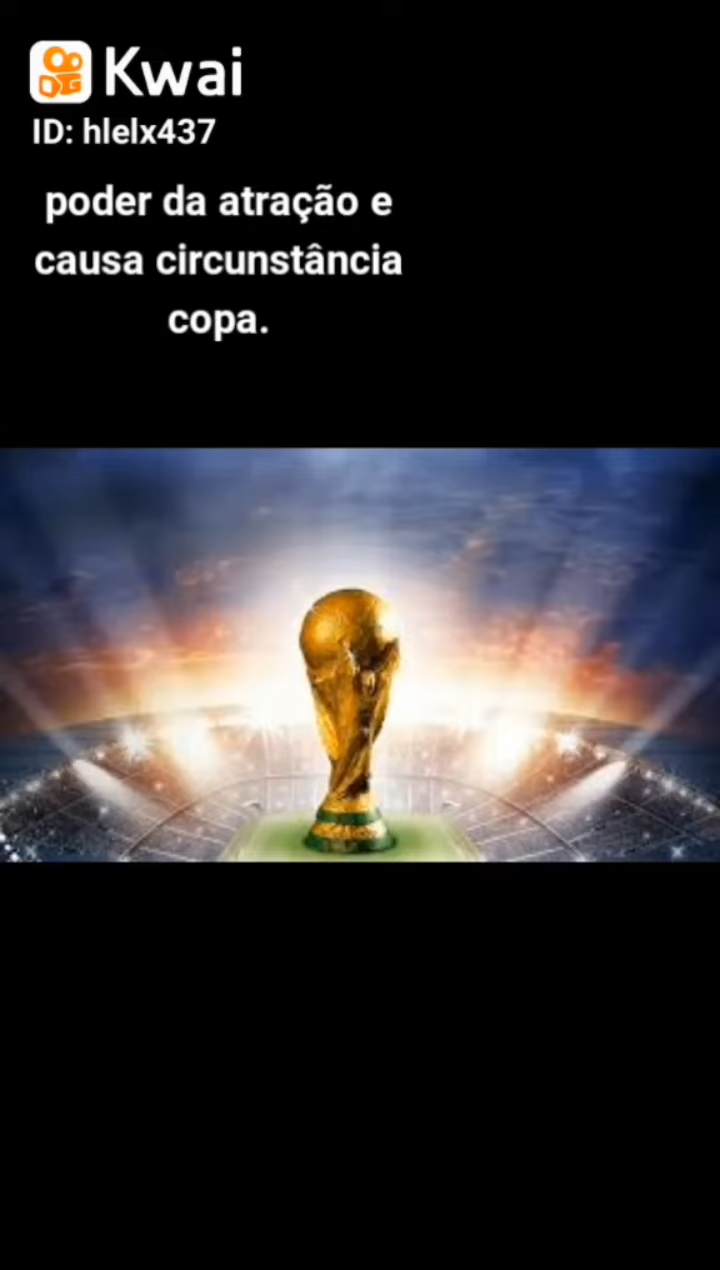 Kwai
ID: hlelx437
poder da atração e
causa circunstância
copa.